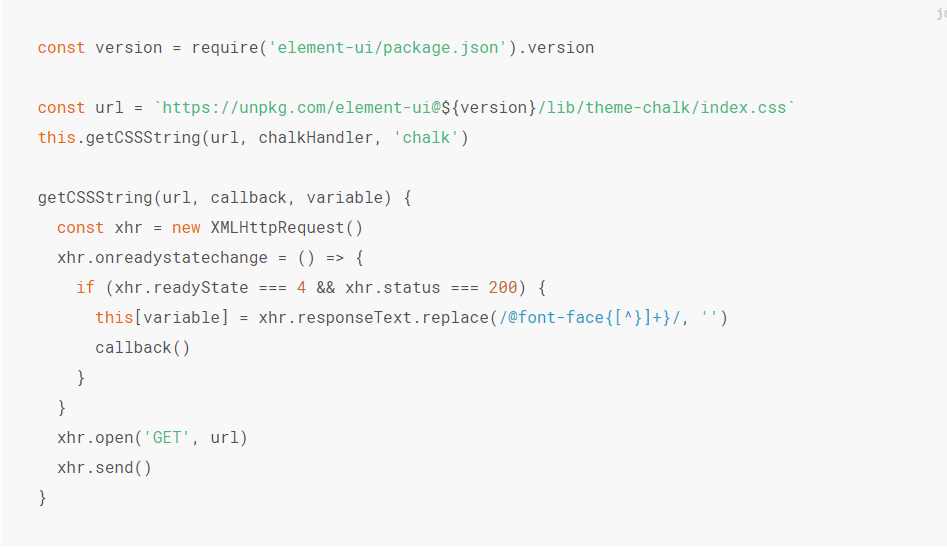 js
const version = require('element-ui/package.json').version
const url = `https://unpkg.com/element-ui@${version}/lib/theme-chalk/index.css`
this.getCSSString(url, chalkHandler, 'chalk')
getCSSString(url, callback, variable) {
  const xhr = new XMLHttpRequest()
  xhr.onreadystatechange = () => {
    if (xhr.readyState === 4 && xhr.status === 200) {
      this[variable] = xhr.responseText.replace(/@font-face{[^}]+}/, '')
      callback()
    }
  }
  xhr.open('GET', url)
  xhr.send()
}